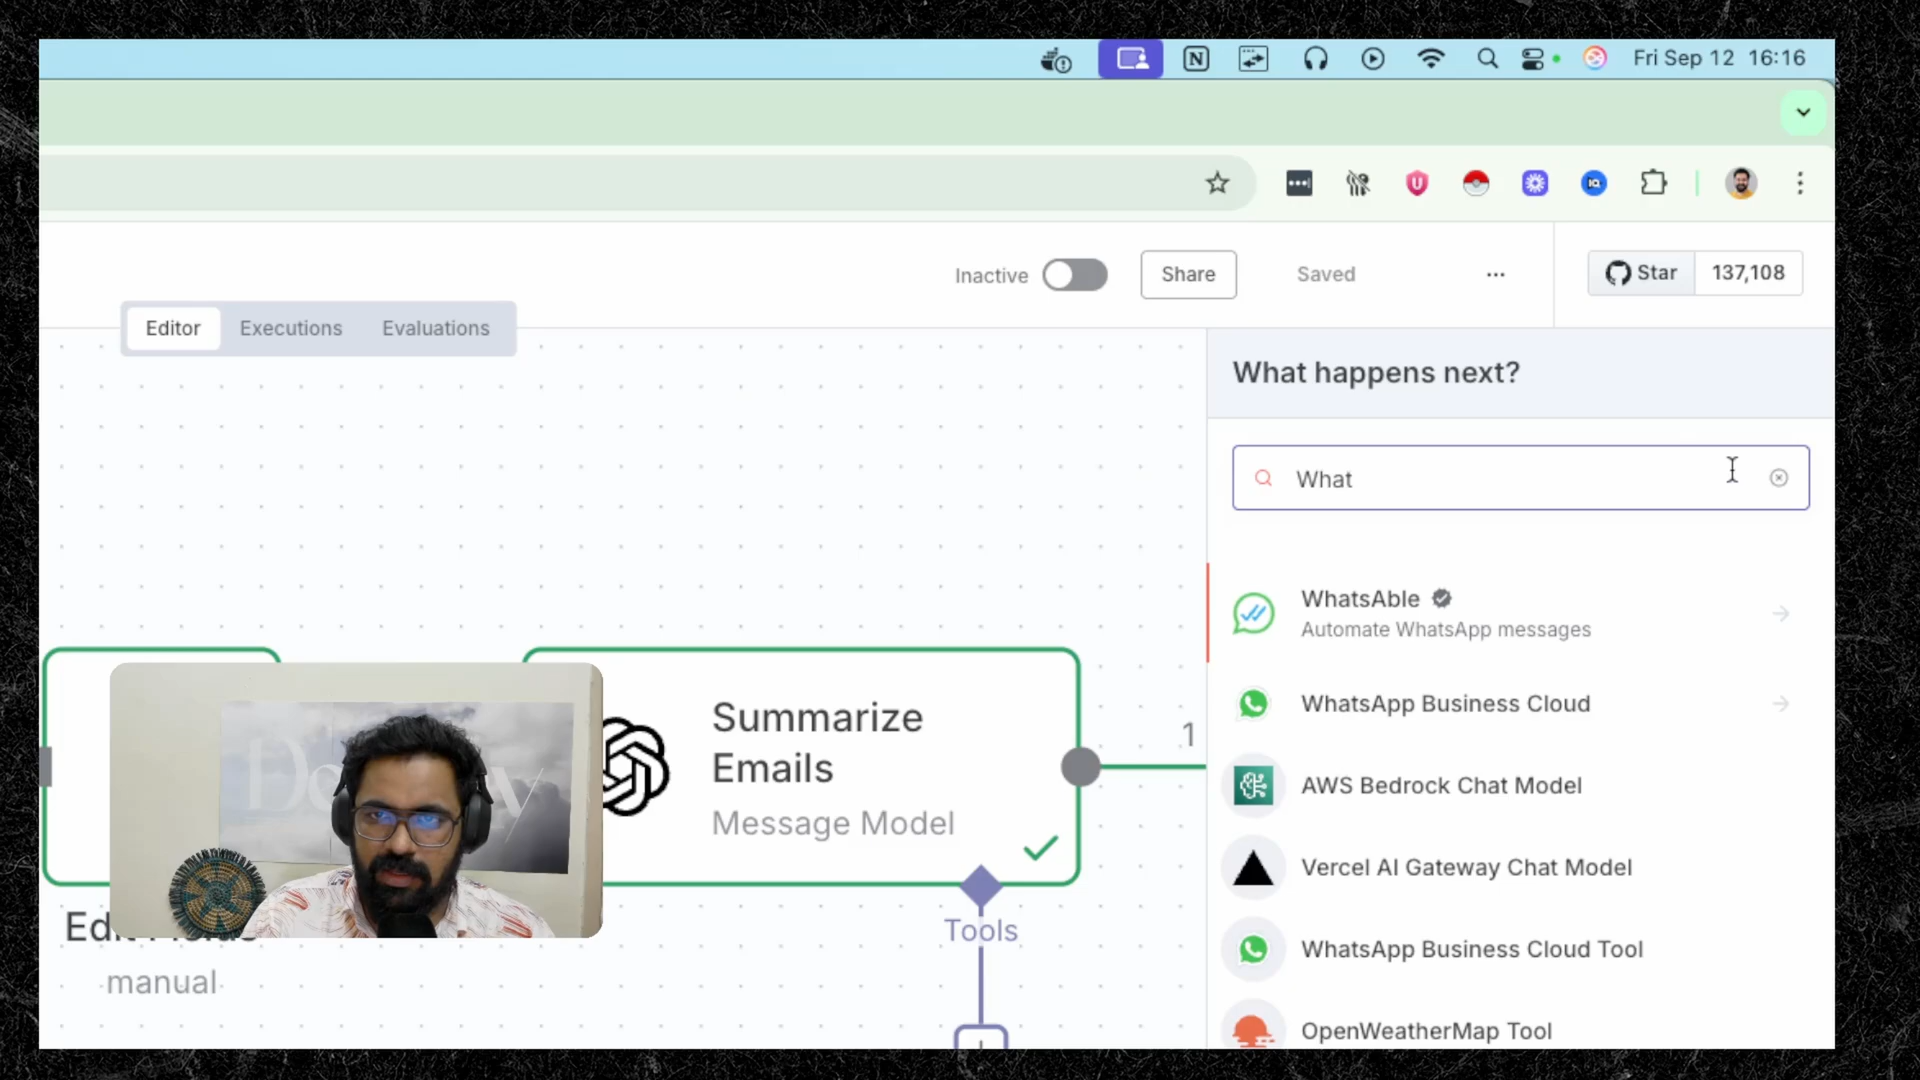 Fri Sep 12 16:16
Inactive
Share
Saved
...
Star
137,108
Editor
Executions
Evaluations
What happens next?
What
WhatsAble
Automate WhatsApp messages
WhatsApp Business Cloud
AWS Bedrock Chat Model
Vercel AI Gateway Chat Model
WhatsApp Business Cloud Tool
OpenWeatherMap Tool
1
Summarize
Emails
Message Model
Tools
manual